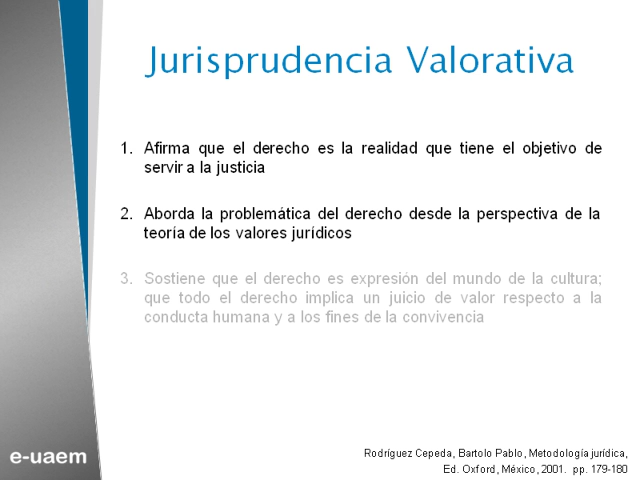 Jurisprudencia Valorativa
1. Afirma que el derecho es la realidad que tiene el objetivo de
servir a la justicia
2. Aborda la problemática del derecho desde la perspectiva de la
teoría de los valores jurídicos
3. Sostiene que el derecho es expresión del mundo de la cultura;
que todo el derecho implica un juicio de valor respecto a la
conducta humana y a los fines de la convivencia
e-uaem
Rodríguez Cepeda, Bartolo Pablo, Metodología jurídica,
Ed. Oxford, México, 2001. pp. 179-180